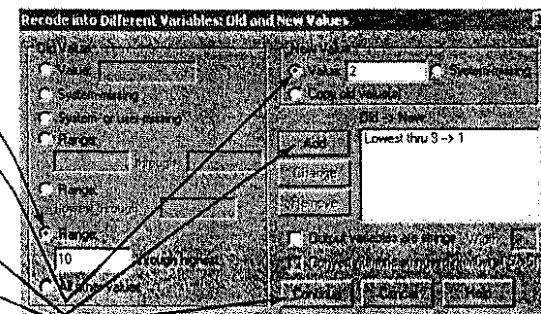 Recode into Different Variables: Old and New Values
Old Value
Value:
System-missing
System- or user-missing
Range:
through
Range:
Lowest through
Range:
10 through highest
All other values
New Value
Value: 2 System-missing
Copy old value(s)
Old --> New:
Add
Lowest thru 9 --> 1
Change
Remove
Output variables are strings
Continue Cancel Help